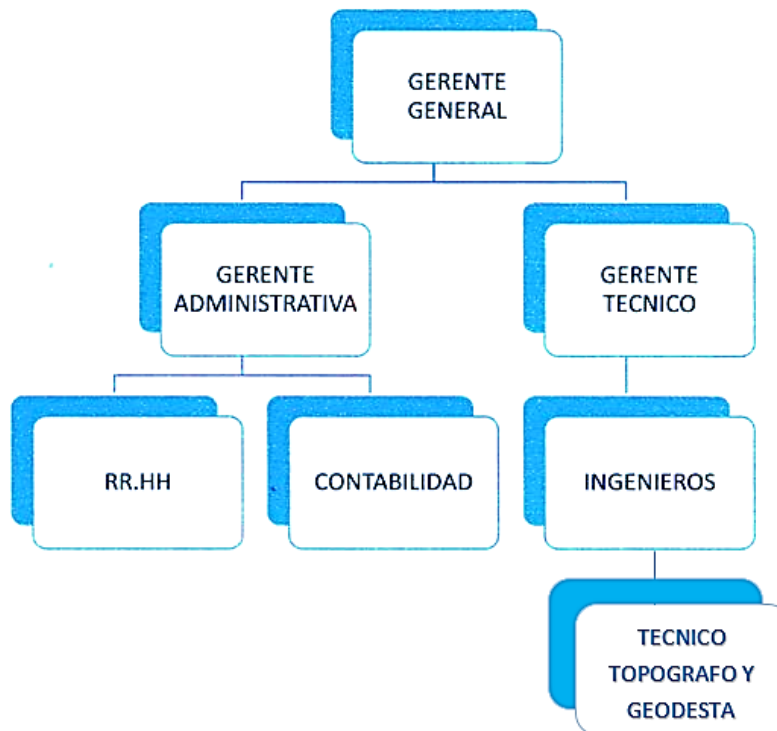 GERENTE
GENERAL
GERENTE
ADMINISTRATIVA
GERENTE
TECNICO
RR.HH
CONTABILIDAD
INGENIEROS
TECNICO
TOPOGRAFO Y
GEODESTA